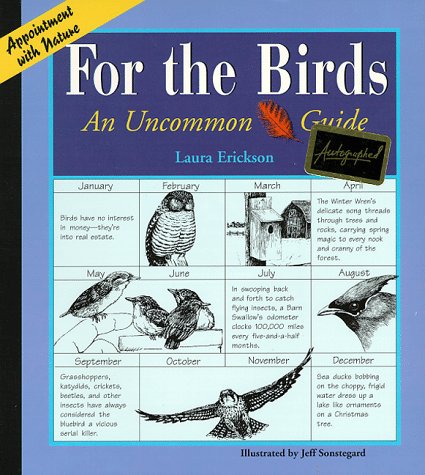 Appointment
with Nature
For the Birds
An Uncommon Guide
Autographed
Laura Erickson
January
February
March
April
Birds have no interest
in money—they're
into real estate.
The Winter Wren's
delicate song threads
through trees and
rocks, carrying spring
magic to every nook
and cranny of the
forest.
May
June
July
August
In swooping back
and forth to catch
flying insects, a Barn
Swallow's odometer
clocks 100,000 miles
every five-and-a-half
months.
September
October
November
December
Grasshoppers,
katydids, crickets,
beetles, and other
insects have always
considered the
bluebird a vicious
serial killer.
Sea ducks bobbing
on the choppy, frigid
water dress up a
lake like ornaments
on a Christmas
tree.
Illustrated by Jeff Sonstegard